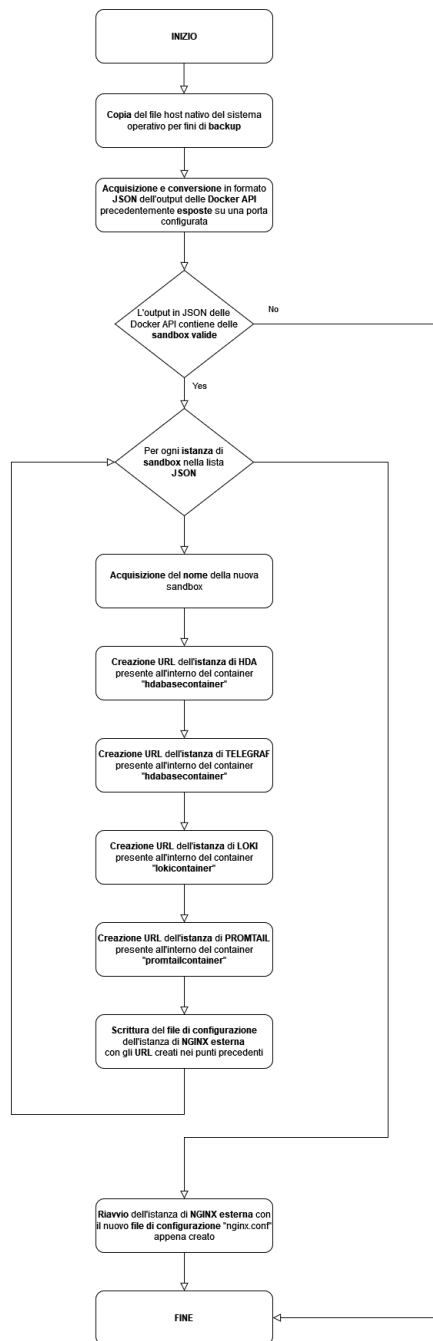 INIZIO
Copia del file host nativo del sistema
operativo per fini di backup
Acquisizione e conversione in formato
JSON dell'output delle Docker API
precedentemente esposte su una porta
configurata
L'output in JSON delle
Docker API contiene delle
sandbox valide
No
Yes
Per ogni istanza di
sandbox nella lista
JSON
Acquisizione del nome della nuova
sandbox
Creazione URL dell'istanza di HDA
presente all'interno del container
"hdabasecontainer"
Creazione URL dell'istanza di TELEGRAF
presente all'interno del container
"hdabasecontainer"
Creazione URL dell'istanza di LOKI
presente all'interno del container
"lokicontainer"
Creazione URL dell'istanza di PROMTAIL
presente all'interno del container
"promtailcontainer"
Scrittura del file di configurazione
dell'istanza di NGINX esterna
con gli URL creati nei punti precedenti
Riavvio dell'istanza di NGINX esterna con
il nuovo file di configurazione "nginx.conf"
appena creato
FINE